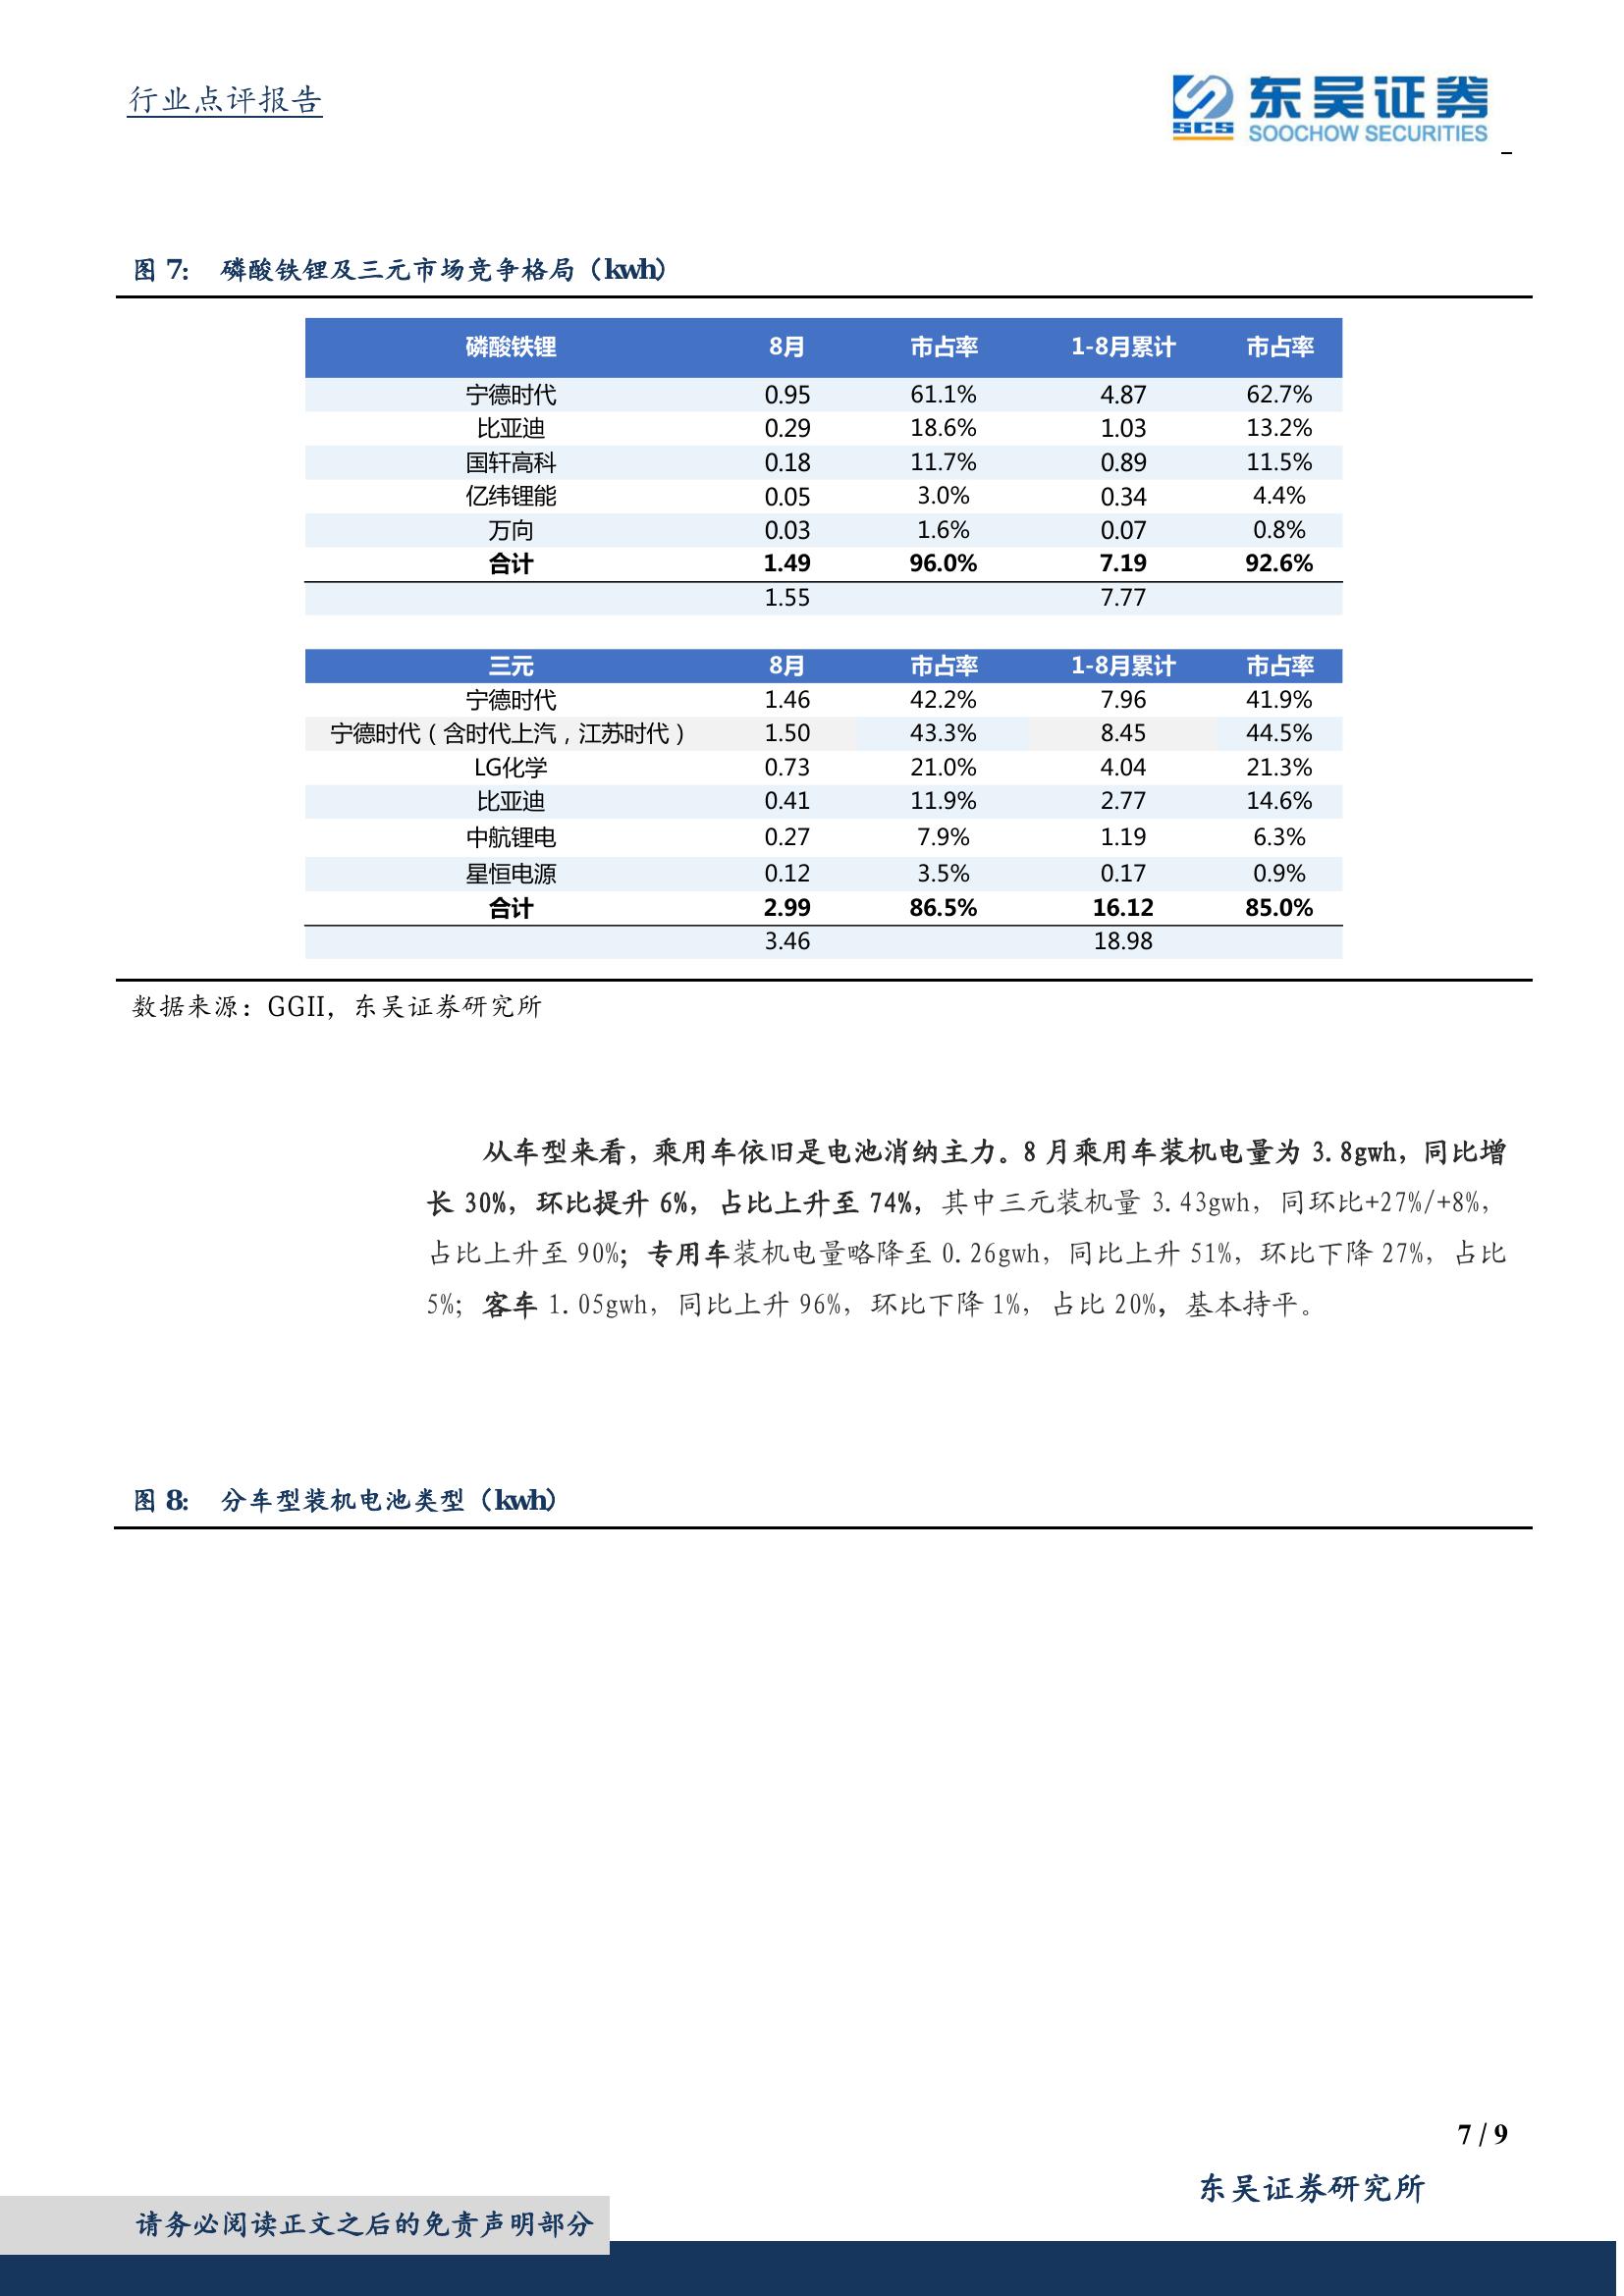 行业点评报告
SCS 东吴证券
SOOCHOW SECURITIES
图 7: 磷酸铁锂及三元市场竞争格局（kwh）
磷酸铁锂 8月 市占率 1-8月累计 市占率
宁德时代 0.95 61.1% 4.87 62.7%
比亚迪 0.29 18.6% 1.03 13.2%
国轩高科 0.18 11.7% 0.89 11.5%
亿纬锂能 0.05 3.0% 0.34 4.4%
万向 0.03 1.6% 0.07 0.8%
合计 1.49 96.0% 7.19 92.6%
1.55 7.77
三元 8月 市占率 1-8月累计 市占率
宁德时代 1.46 42.2% 7.96 41.9%
宁德时代（含时代上汽，江苏时代） 1.50 43.3% 8.45 44.5%
LG化学 0.73 21.0% 4.04 21.3%
比亚迪 0.41 11.9% 2.77 14.6%
中航锂电 0.27 7.9% 1.19 6.3%
星恒电源 0.12 3.5% 0.17 0.9%
合计 2.99 86.5% 16.12 85.0%
3.46 18.98
数据来源：GGII，东吴证券研究所
从车型来看，乘用车依旧是电池消纳主力。8 月乘用车装机电量为 3.8gwh，同比增
长 30%，环比提升 6%，占比上升至 74%，其中三元装机量 3.43gwh，同环比+27%/+8%，
占比上升至 90%；专用车装机电量略降至 0.26gwh，同比上升 51%，环比下降 27%，占比
5%；客车 1.05gwh，同比上升 96%，环比下降 1%，占比 20%，基本持平。
图 8: 分车型装机电池类型（kwh）
7 / 9
东吴证券研究所
请务必阅读正文之后的免责声明部分